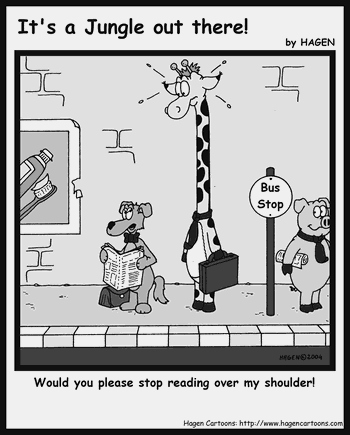 It's a Jungle out there!
by HAGEN
Bus
Stop
HAGEN©2004
Would you please stop reading over my shoulder!
Hagen Cartoons: http://www.hagencartoons.com